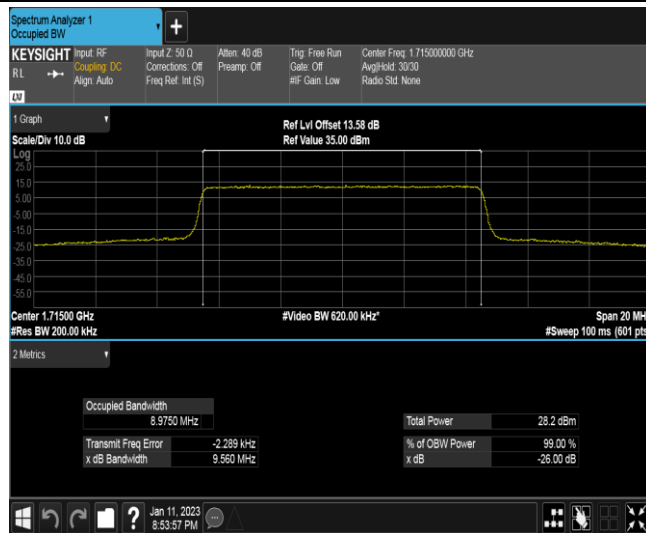 Spectrum Analyzer 1
Occupied BW
KEYSIGHT
RL
LXI
Input: RF
Coupling: DC
Align: Auto
Input Z: 50 Ω
Corrections: Off
Freq Ref: Int (S)
Atten: 40 dB
Preamp: Off
Trig: Free Run
Gate: Off
#IF Gain: Low
Center Freq: 1.715000000 GHz
Avg|Hold: 30/30
Radio Std: None
1 Graph
Scale/Div 10.0 dB
Ref Lvl Offset 13.58 dB
Ref Value 35.00 dBm
Log
25.0
15.0
5.00
-5.00
-15.0
-25.0
-35.0
-45.0
-55.0
Center 1.71500 GHz
#Res BW 200.00 kHz
#Video BW 620.00 kHz*
Span 20 MH
#Sweep 100 ms (601 pts
2 Metrics
Occupied Bandwidth
8.9750 MHz
Transmit Freq Error -2.289 kHz
x dB Bandwidth 9.560 MHz
Total Power 28.2 dBm
% of OBW Power 99.00 %
x dB -26.00 dB
?
Jan 11, 2023
8:53:57 PM